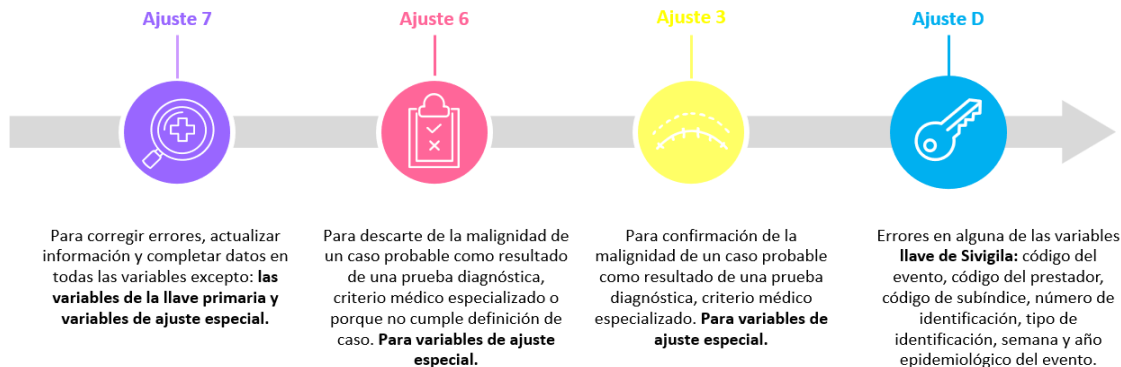 Ajuste 7
Ajuste 6
Ajuste 3
Ajuste D
Para corregir errores, actualizar
información y completar datos en
todas las variables excepto: las
variables de la llave primaria y
variables de ajuste especial.
Para descarte de la malignidad de
un caso probable como resultado
de una prueba diagnóstica,
criterio médico especializado o
porque no cumple definición de
caso. Para variables de ajuste
especial.
Para confirmación de la
malignidad de un caso probable
como resultado de una prueba
diagnóstica, criterio médico
especializado. Para variables de
ajuste especial.
Errores en alguna de las variables
llave de Sivigila: código del
evento, código del prestador,
código de subíndice, número de
identificación, tipo de
identificación, semana y año
epidemiológico del evento.